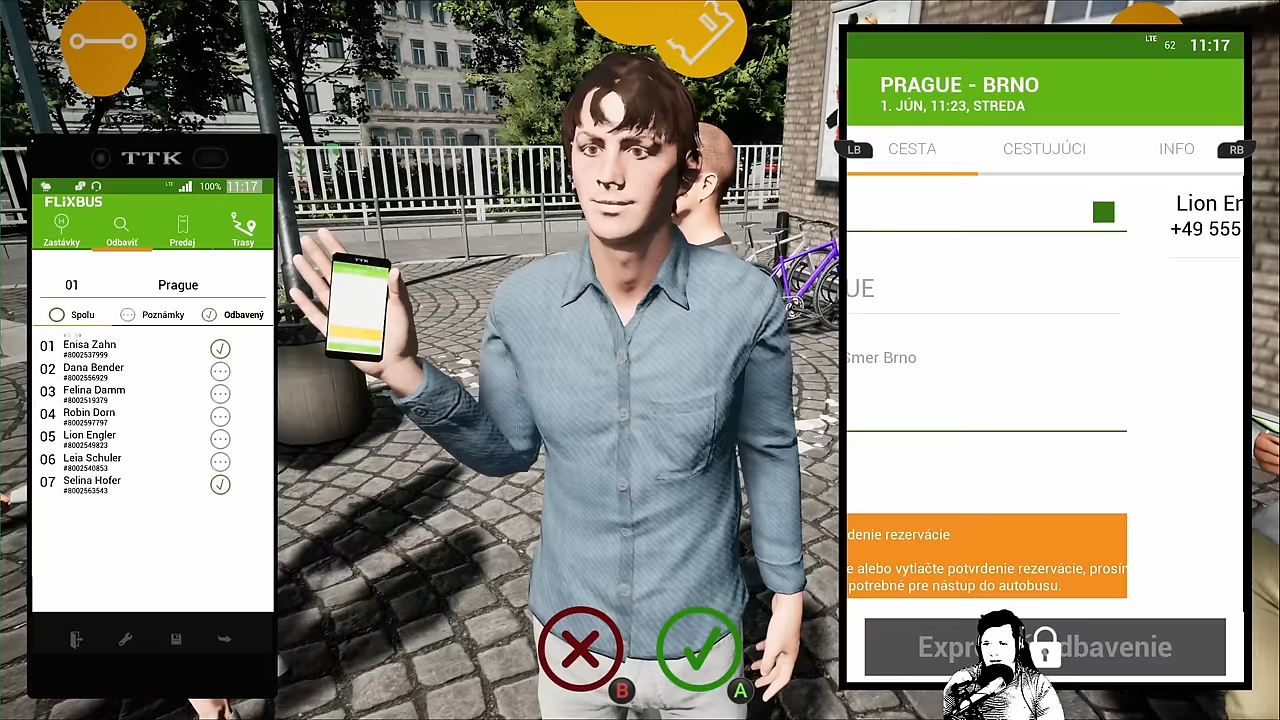 TTK
100% 11:17
FLiXBUS
Zastávky Odbaviť Predaj Trasy
01 Prague
Spolu Poznámky Odbavený
01 Enisa Zahn
#8002537999
02 Dana Bender
#8002556929
03 Felina Damm
#8002519379
04 Robin Dorn
#8002597797
05 Lion Engler
#8002549823
06 Leia Schuler
#8002540853
07 Selina Hofer
#8002563543
B A
LTE 62 11:17
PRAGUE - BRNO
1. JÚN, 11:23, STREDA
LB CESTA CESTUJÚCI INFO RB
Lion En
+49 555
UE
Smer Brno
denie rezervácie
e alebo vytlačte potvrdenie rezervácie, prosín
potrebné pre nástup do autobusu.
Expr dbavenie